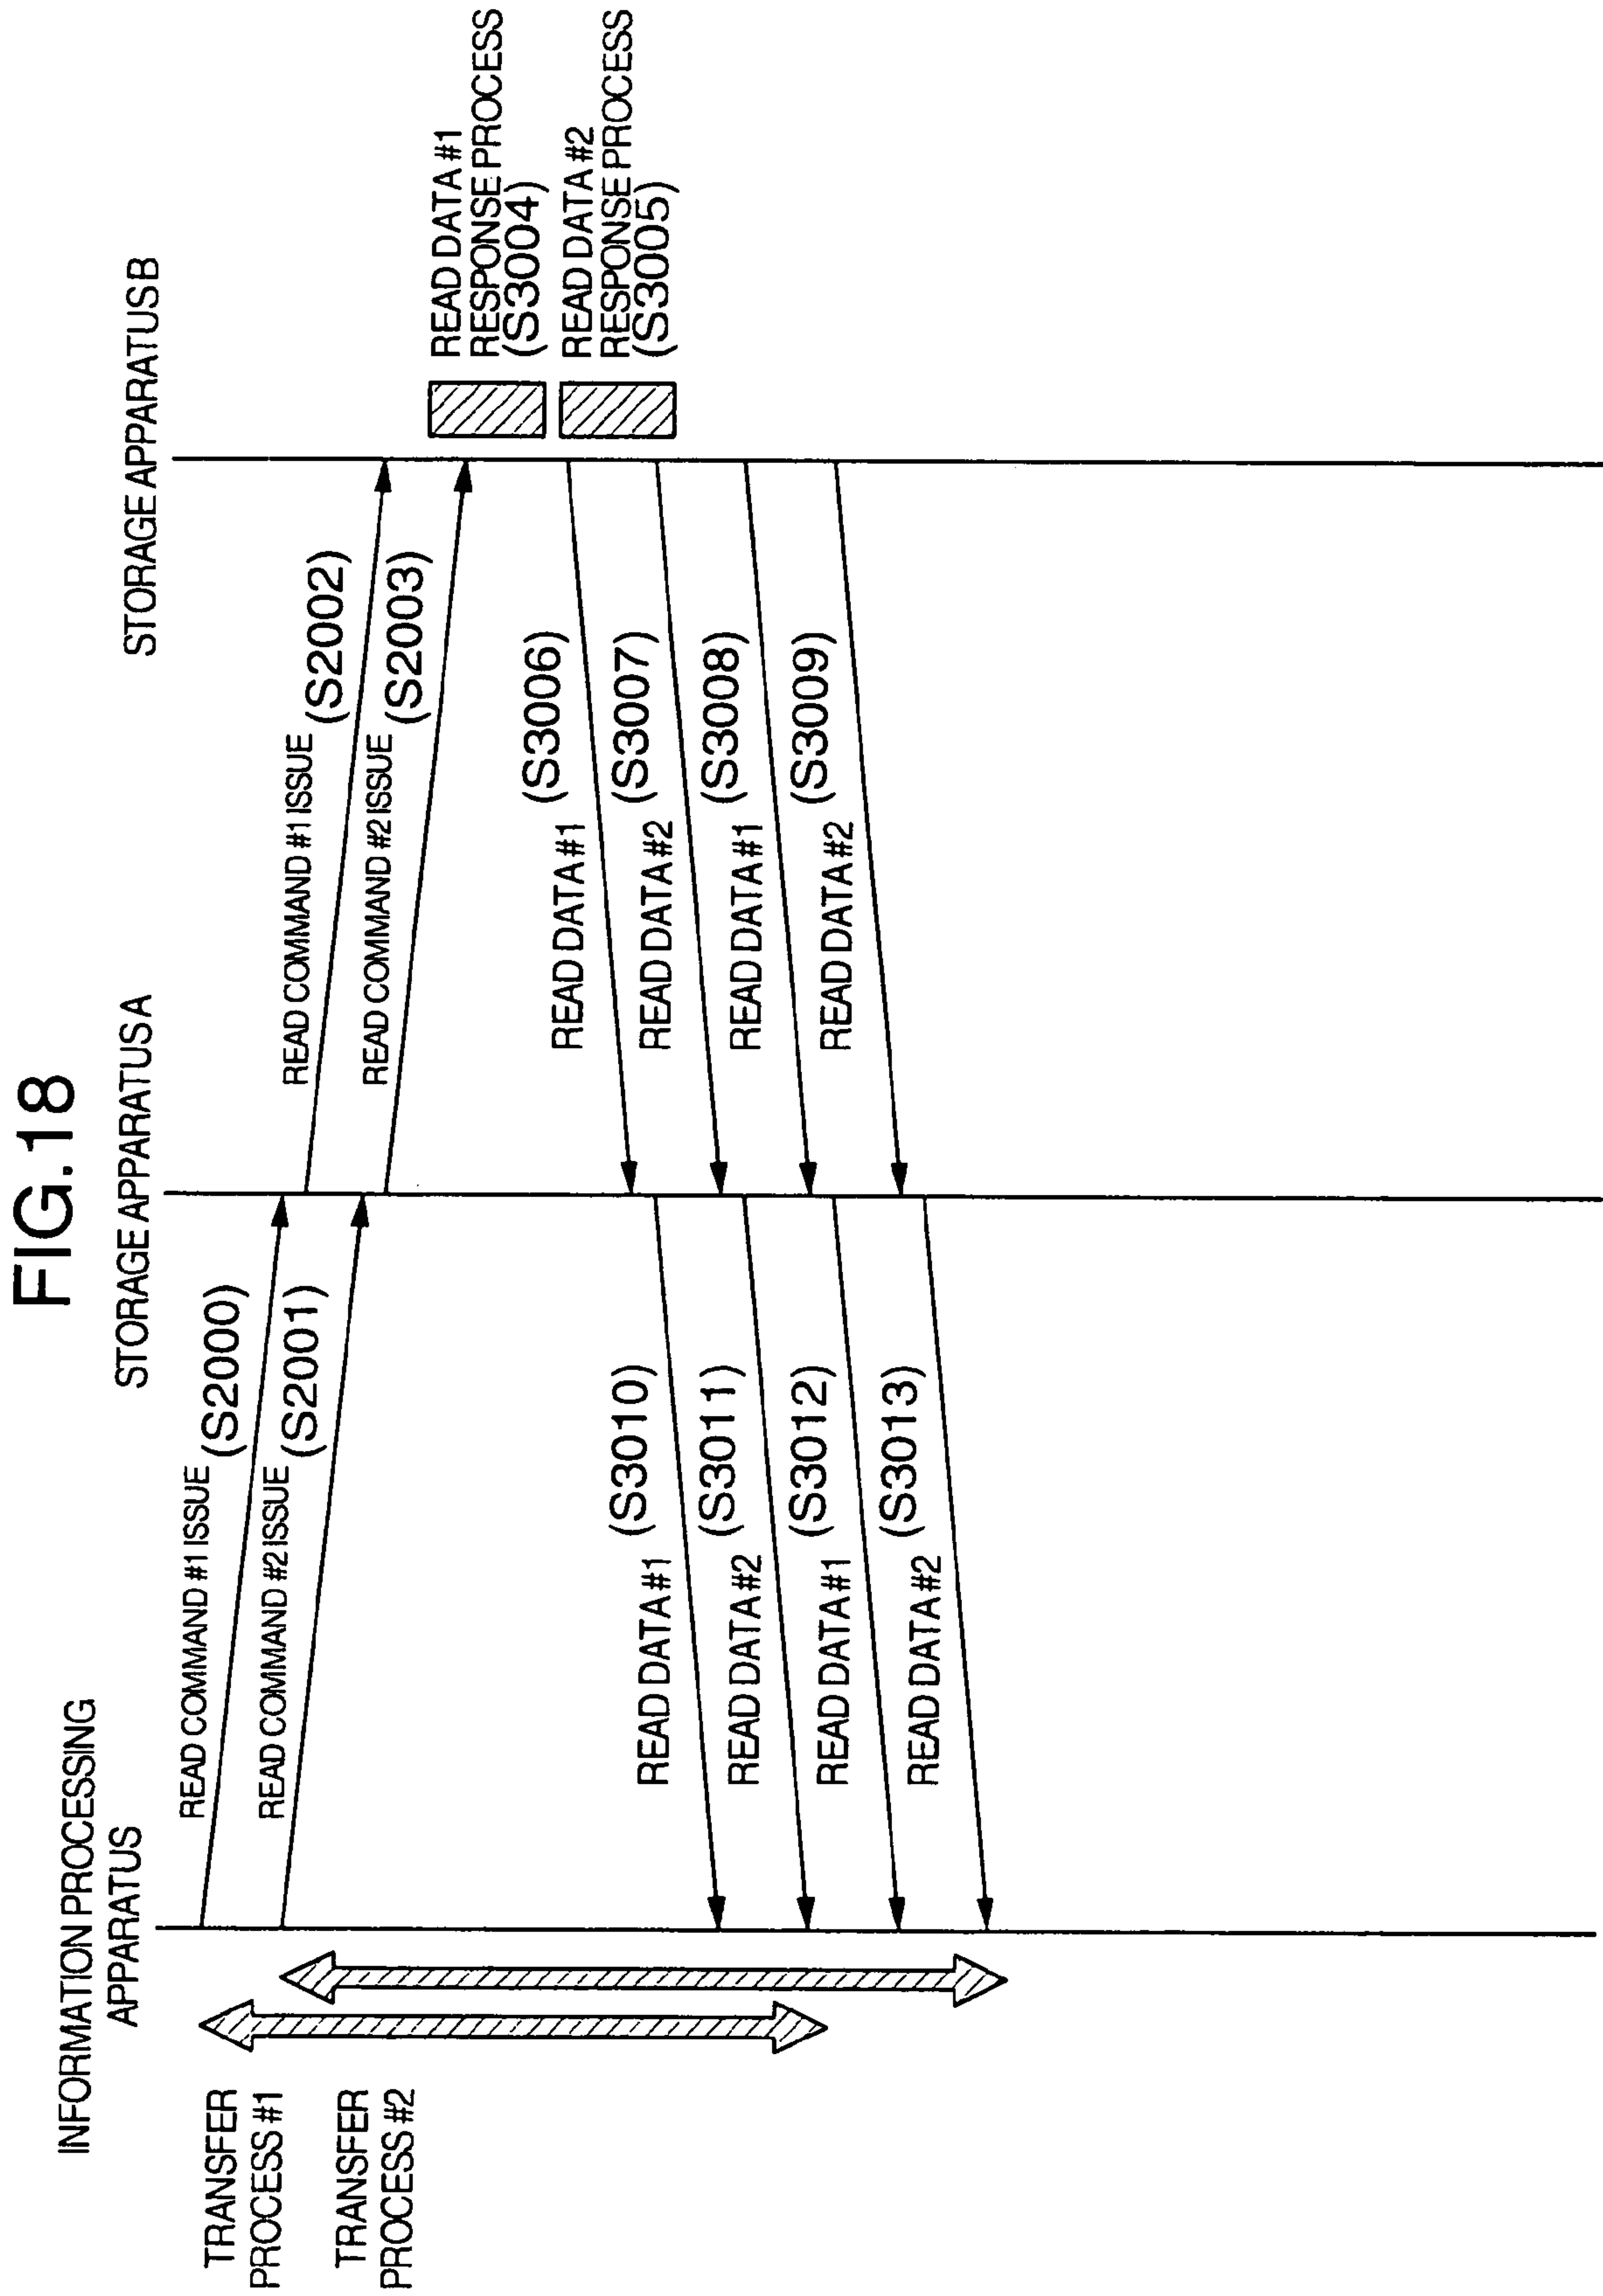 FIG.18
INFORMATION PROCESSING
APPARATUS
STORAGE APPARATUS A
STORAGE APPARATUS B
TRANSFER
PROCESS #1
TRANSFER
PROCESS #2
READ COMMAND #1 ISSUE
(S2000)
READ COMMAND #2 ISSUE
(S2001)
READ COMMAND #1 ISSUE
(S2002)
READ COMMAND #2 ISSUE
(S2003)
READ DATA #1
RESPONSE PROCESS
(S3004)
READ DATA #2
RESPONSE PROCESS
(S3005)
READ DATA #1
(S3006)
READ DATA #2
(S3007)
READ DATA #1
(S3008)
READ DATA #2
(S3009)
READ DATA #1
(S3010)
READ DATA #2
(S3011)
READ DATA #1
(S3012)
READ DATA #2
(S3013)